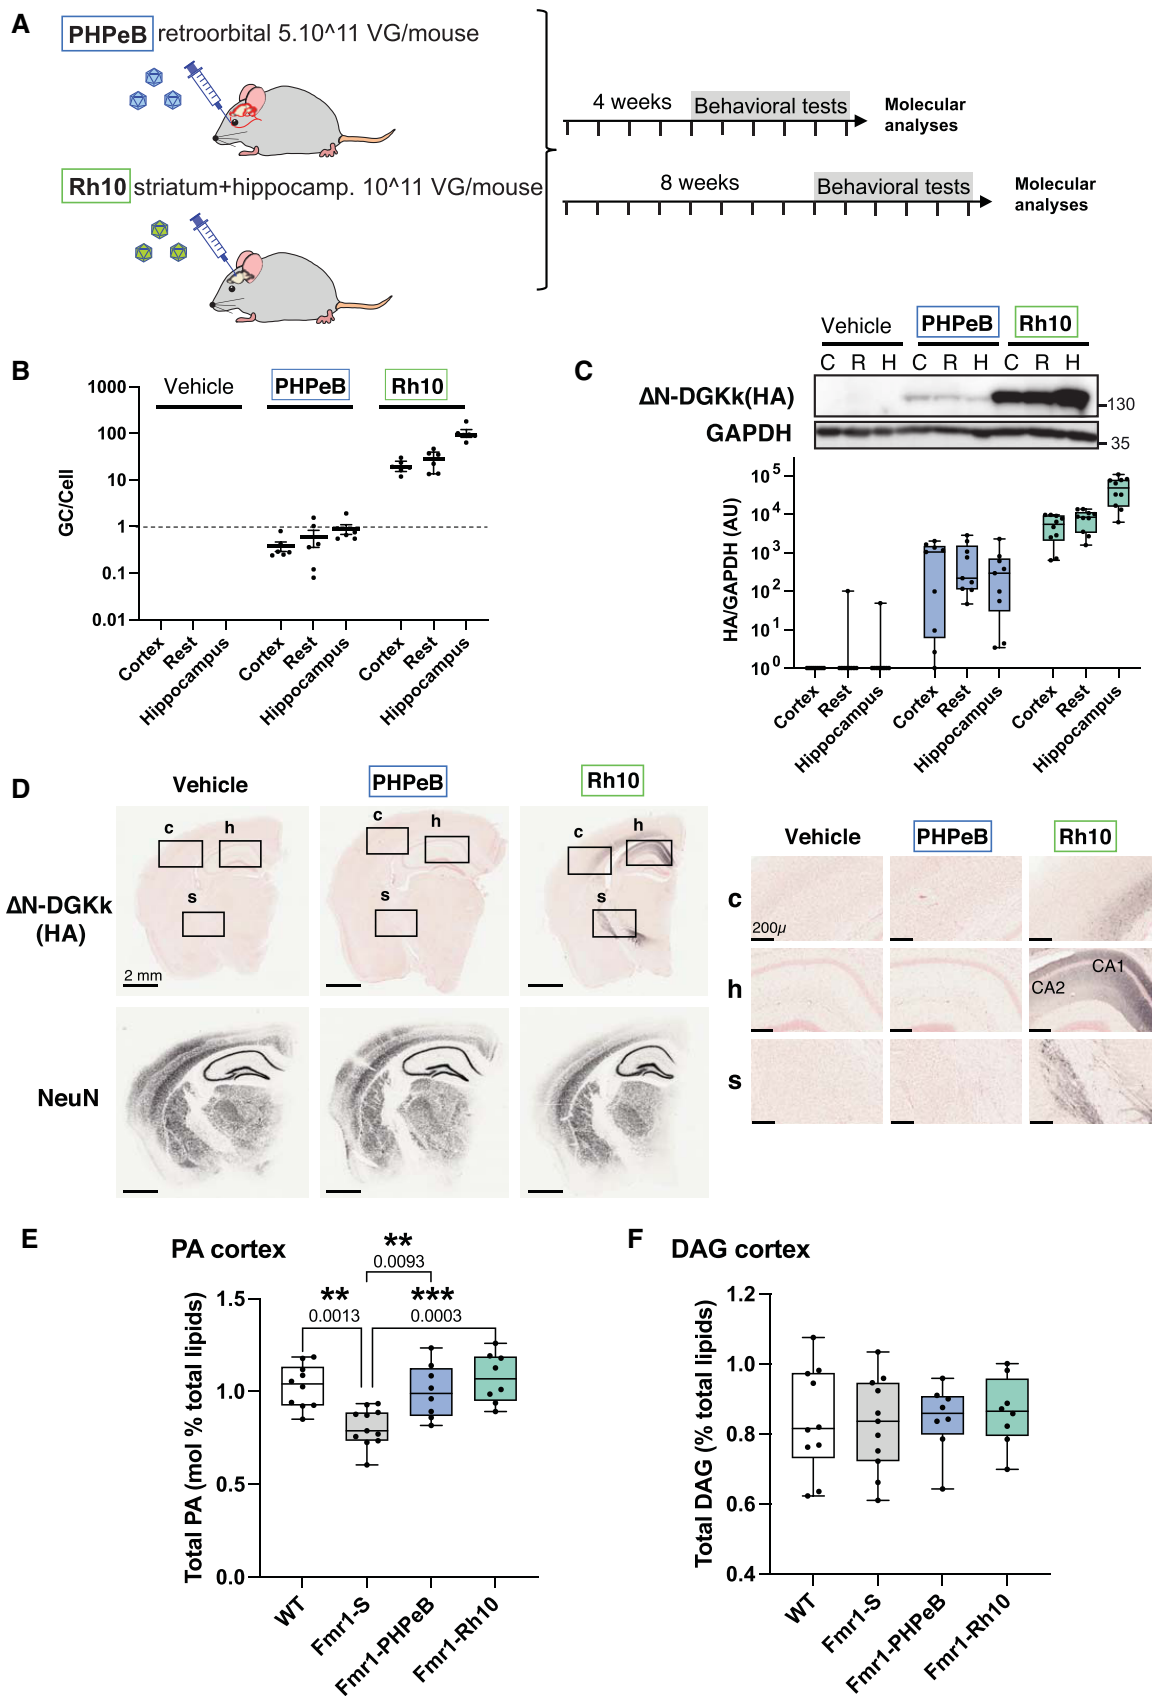 A
PHPeB retroorbital 5.10^11 VG/mouse
4 weeks
Behavioral tests
Molecular
analyses
Rh10 striatum+hippocamp. 10^11 VG/mouse
8 weeks
Behavioral tests
Molecular
analyses
B
Vehicle
PHPeB
Rh10
GC/Cell
1000
100
10
1
0.1
0.01
Cortex
Rest
Hippocampus
Cortex
Rest
Hippocampus
Cortex
Rest
Hippocampus
C
Vehicle
PHPeB
Rh10
C R H C R H C R H
ΔN-DGKk(HA)
130
GAPDH
35
HA/GAPDH (AU)
10^5
10^4
10^3
10^2
10^1
10^0
Cortex
Rest
Hippocampus
Cortex
Rest
Hippocampus
Cortex
Rest
Hippocampus
D
Vehicle
PHPeB
Rh10
ΔN-DGKk
(HA)
c h
s
2 mm
c h
s
c h
s
NeuN
Vehicle
PHPeB
Rh10
c
200µ
h
CA1
CA2
s
E
PA cortex
**
0.0093
**
0.0013
***
0.0003
Total PA (mol % total lipids)
1.5
1.0
0.5
0.0
WT
Fmr1-S
Fmr1-PHPeB
Fmr1-Rh10
F
DAG cortex
Total DAG (% total lipids)
1.2
1.0
0.8
0.6
0.4
WT
Fmr1-S
Fmr1-PHPeB
Fmr1-Rh10